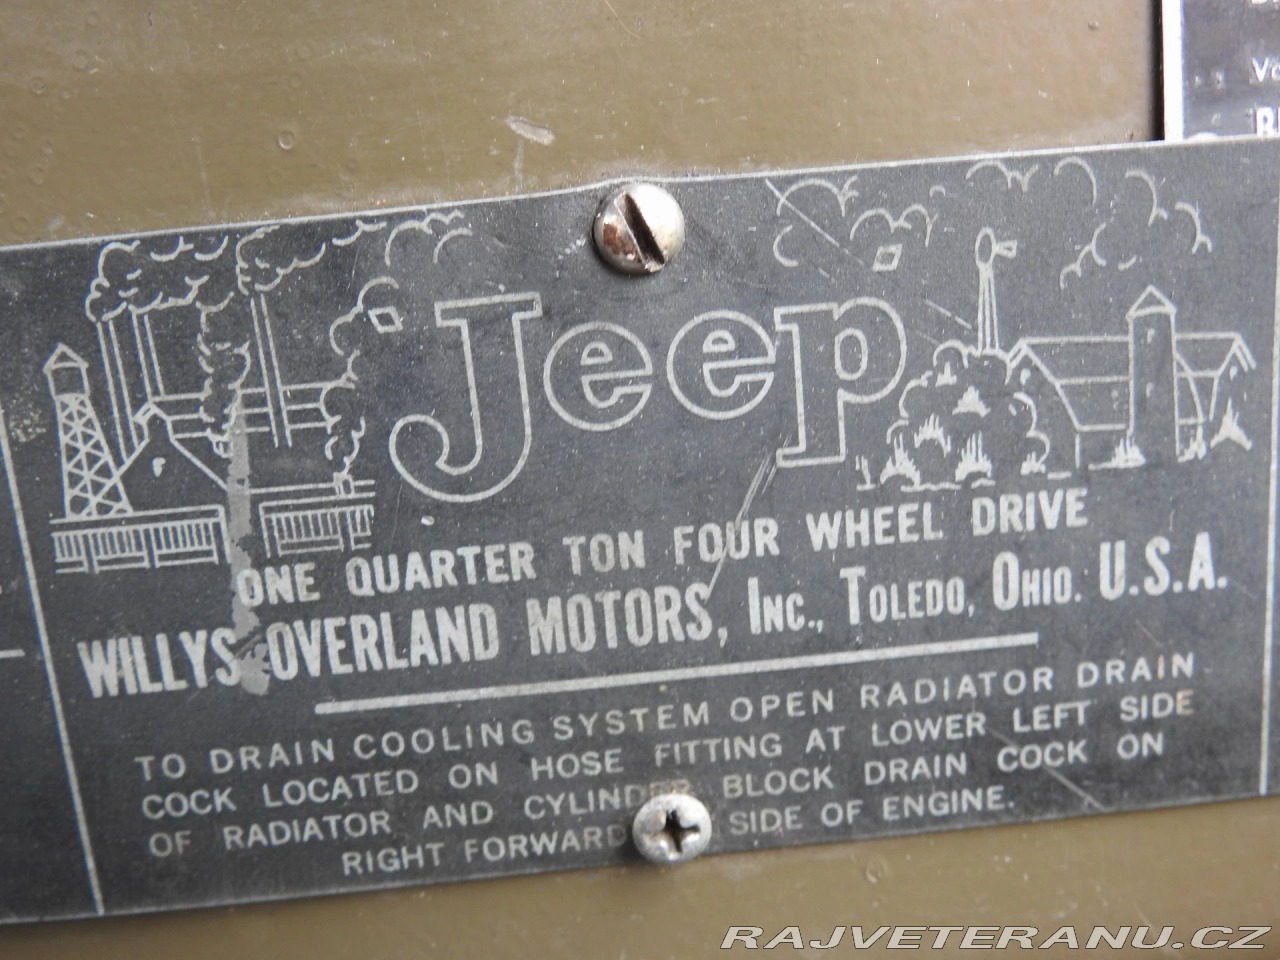 Jeep
ONE QUARTER TON FOUR WHEEL DRIVE
WILLYS-OVERLAND MOTORS, INC., TOLEDO, OHIO. U.S.A.
TO DRAIN COOLING SYSTEM OPEN RADIATOR DRAIN
COCK LOCATED ON HOSE FITTING AT LOWER LEFT SIDE
OF RADIATOR AND CYLINDER BLOCK DRAIN COCK ON
RIGHT FORWARD SIDE OF ENGINE.
RAJVETERANU.CZ